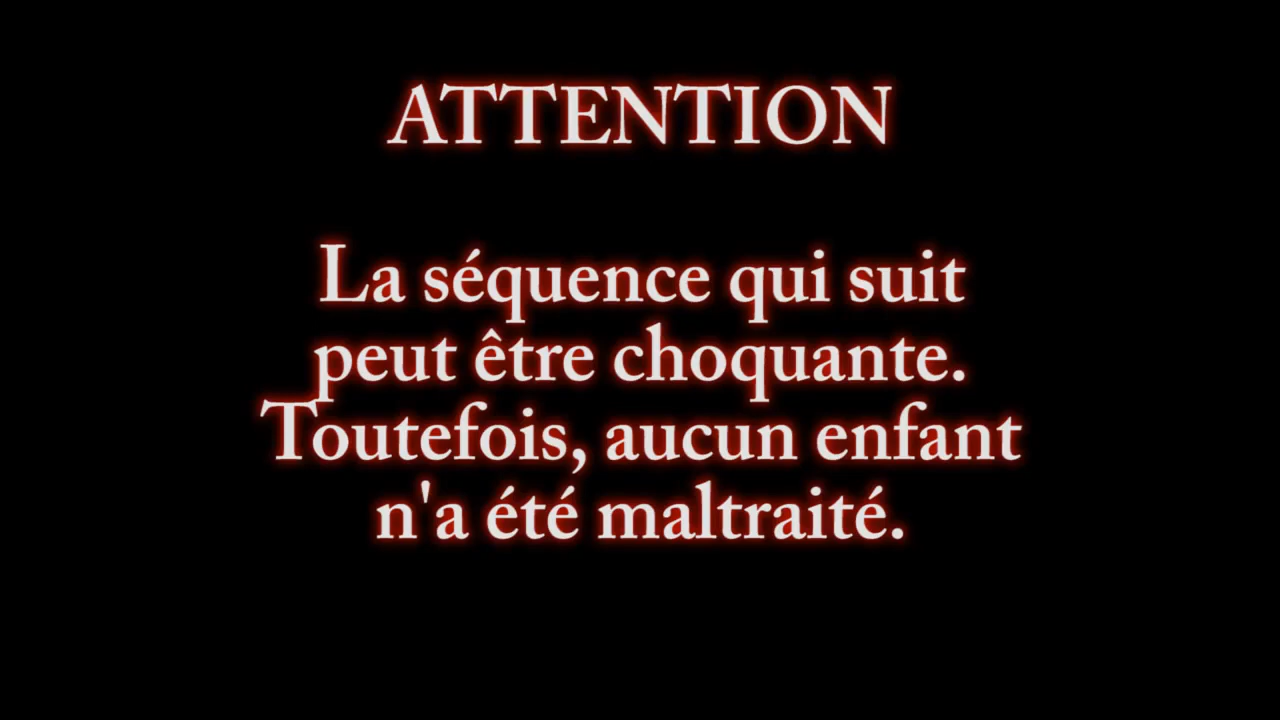 ATTENTION
La séquence qui suit
peut être choquante.
Toutefois, aucun enfant
n'a été maltraité.